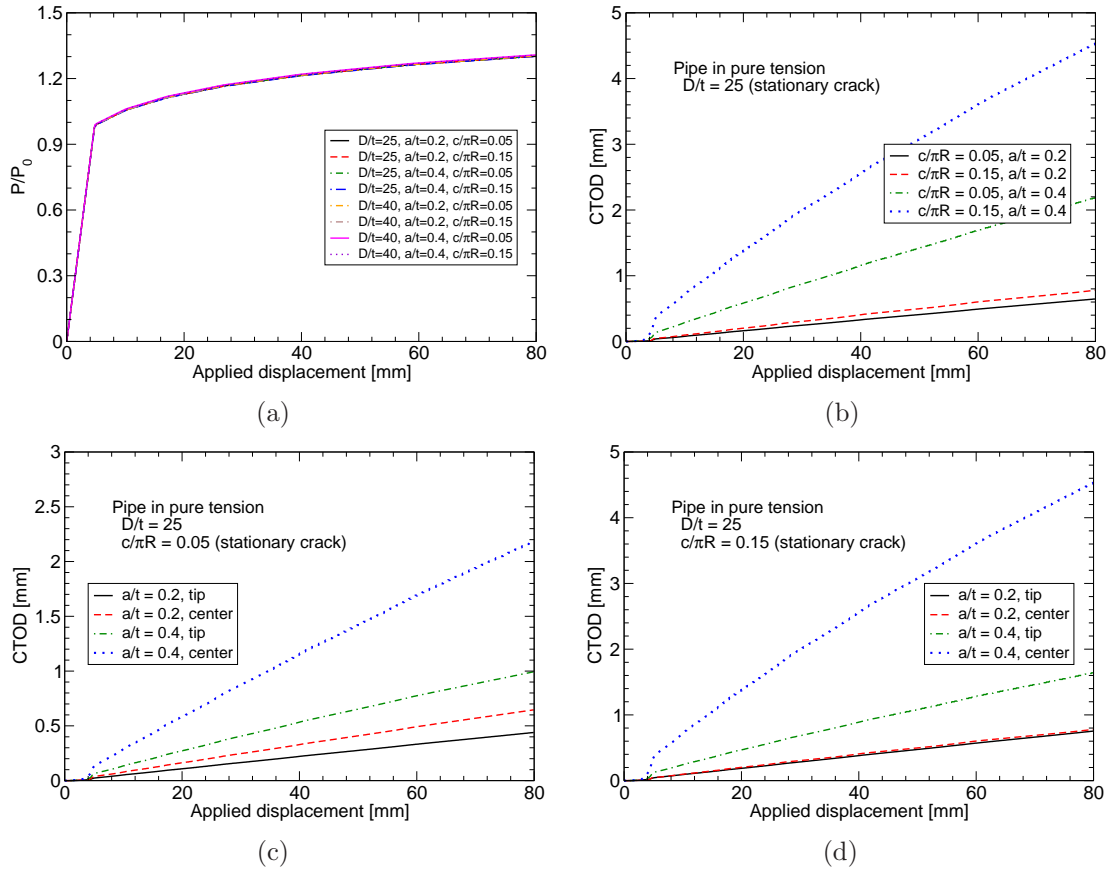 1.5
1.2
0.9
0.6
0.3
0
P/P0
D/t=25, a/t=0.2, c/πR=0.05
D/t=25, a/t=0.2, c/πR=0.15
D/t=25, a/t=0.4, c/πR=0.05
D/t=25, a/t=0.4, c/πR=0.15
D/t=40, a/t=0.2, c/πR=0.05
D/t=40, a/t=0.2, c/πR=0.15
D/t=40, a/t=0.4, c/πR=0.05
D/t=40, a/t=0.4, c/πR=0.15
0 20 40 60 80
Applied displacement [mm]
(a)
5
4
3
2
1
0
CTOD [mm]
Pipe in pure tension
D/t = 25 (stationary crack)
c/πR = 0.05, a/t = 0.2
c/πR = 0.15, a/t = 0.2
c/πR = 0.05, a/t = 0.4
c/πR = 0.15, a/t = 0.4
0 20 40 60 80
Applied displacement [mm]
(b)
3
2.5
2
1.5
1
0.5
0
CTOD [mm]
Pipe in pure tension
D/t = 25
c/πR = 0.05 (stationary crack)
a/t = 0.2, tip
a/t = 0.2, center
a/t = 0.4, tip
a/t = 0.4, center
0 20 40 60 80
Applied displacement [mm]
(c)
5
4
3
2
1
0
CTOD [mm]
Pipe in pure tension
D/t = 25
c/πR = 0.15 (stationary crack)
a/t = 0.2, tip
a/t = 0.2, center
a/t = 0.4, tip
a/t = 0.4, center
0 20 40 60 80
Applied displacement [mm]
(d)